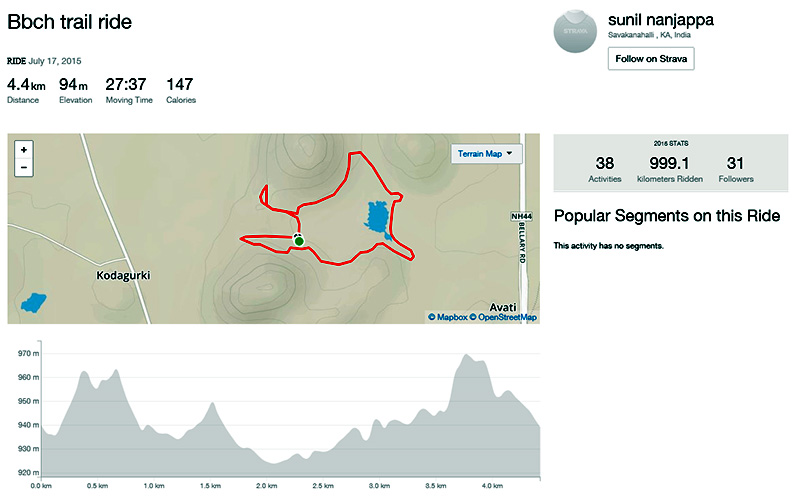 Bbch trail ride
sunil nanjappa
STRAVA
Savakanahalli , KA, India
Follow on Strava
RIDE July 17, 2015
4.4km 94m 27:37 147
Distance Elevation Moving Time Calories
+
−
Terrain Map
NH44
BELLARY RD
Kodagurki
Avati
© Mapbox © OpenStreetMap
2016 STATS
38 999.1 31
Activities kilometers Ridden Followers
Popular Segments on this Ride
This activity has no segments.
970 m
960 m
950 m
940 m
930 m
920 m
0.0 km 0.5 km 1.0 km 1.5 km 2.0 km 2.5 km 3.0 km 3.5 km 4.0 km